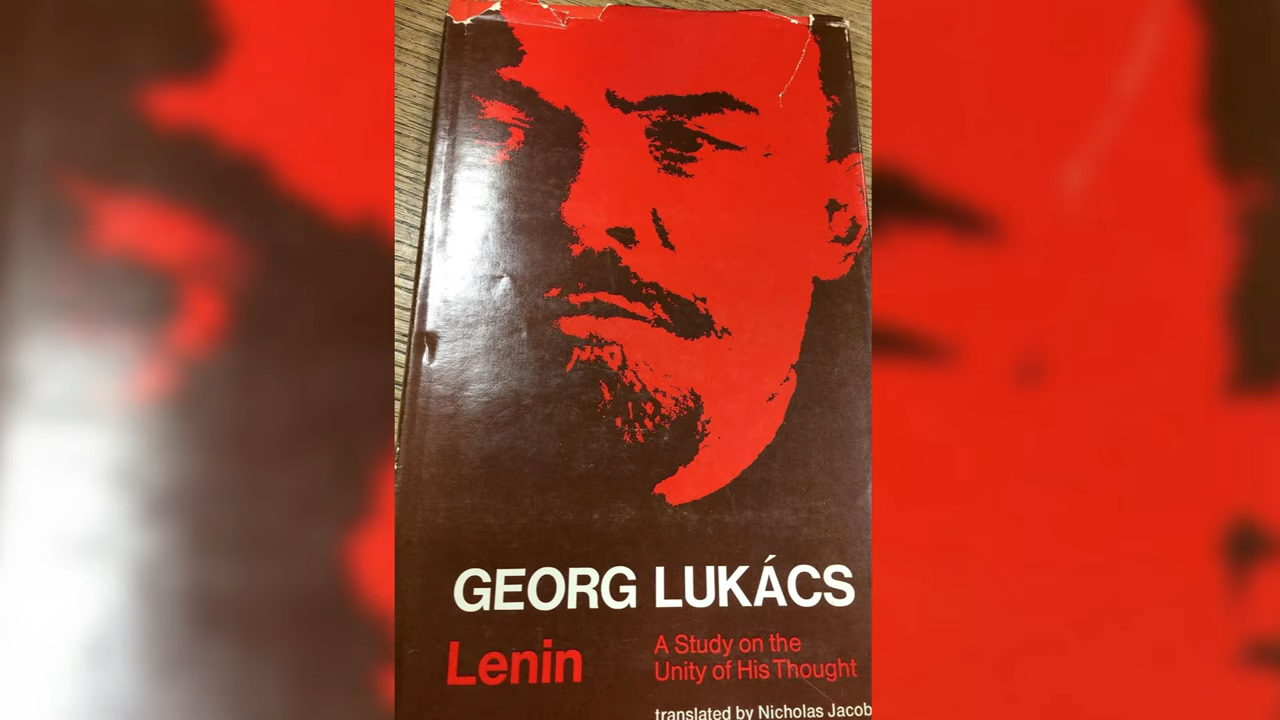 GEORG LUKÁCS
Lenin
A Study on the
Unity of His Thought
translated by Nicholas Jacob